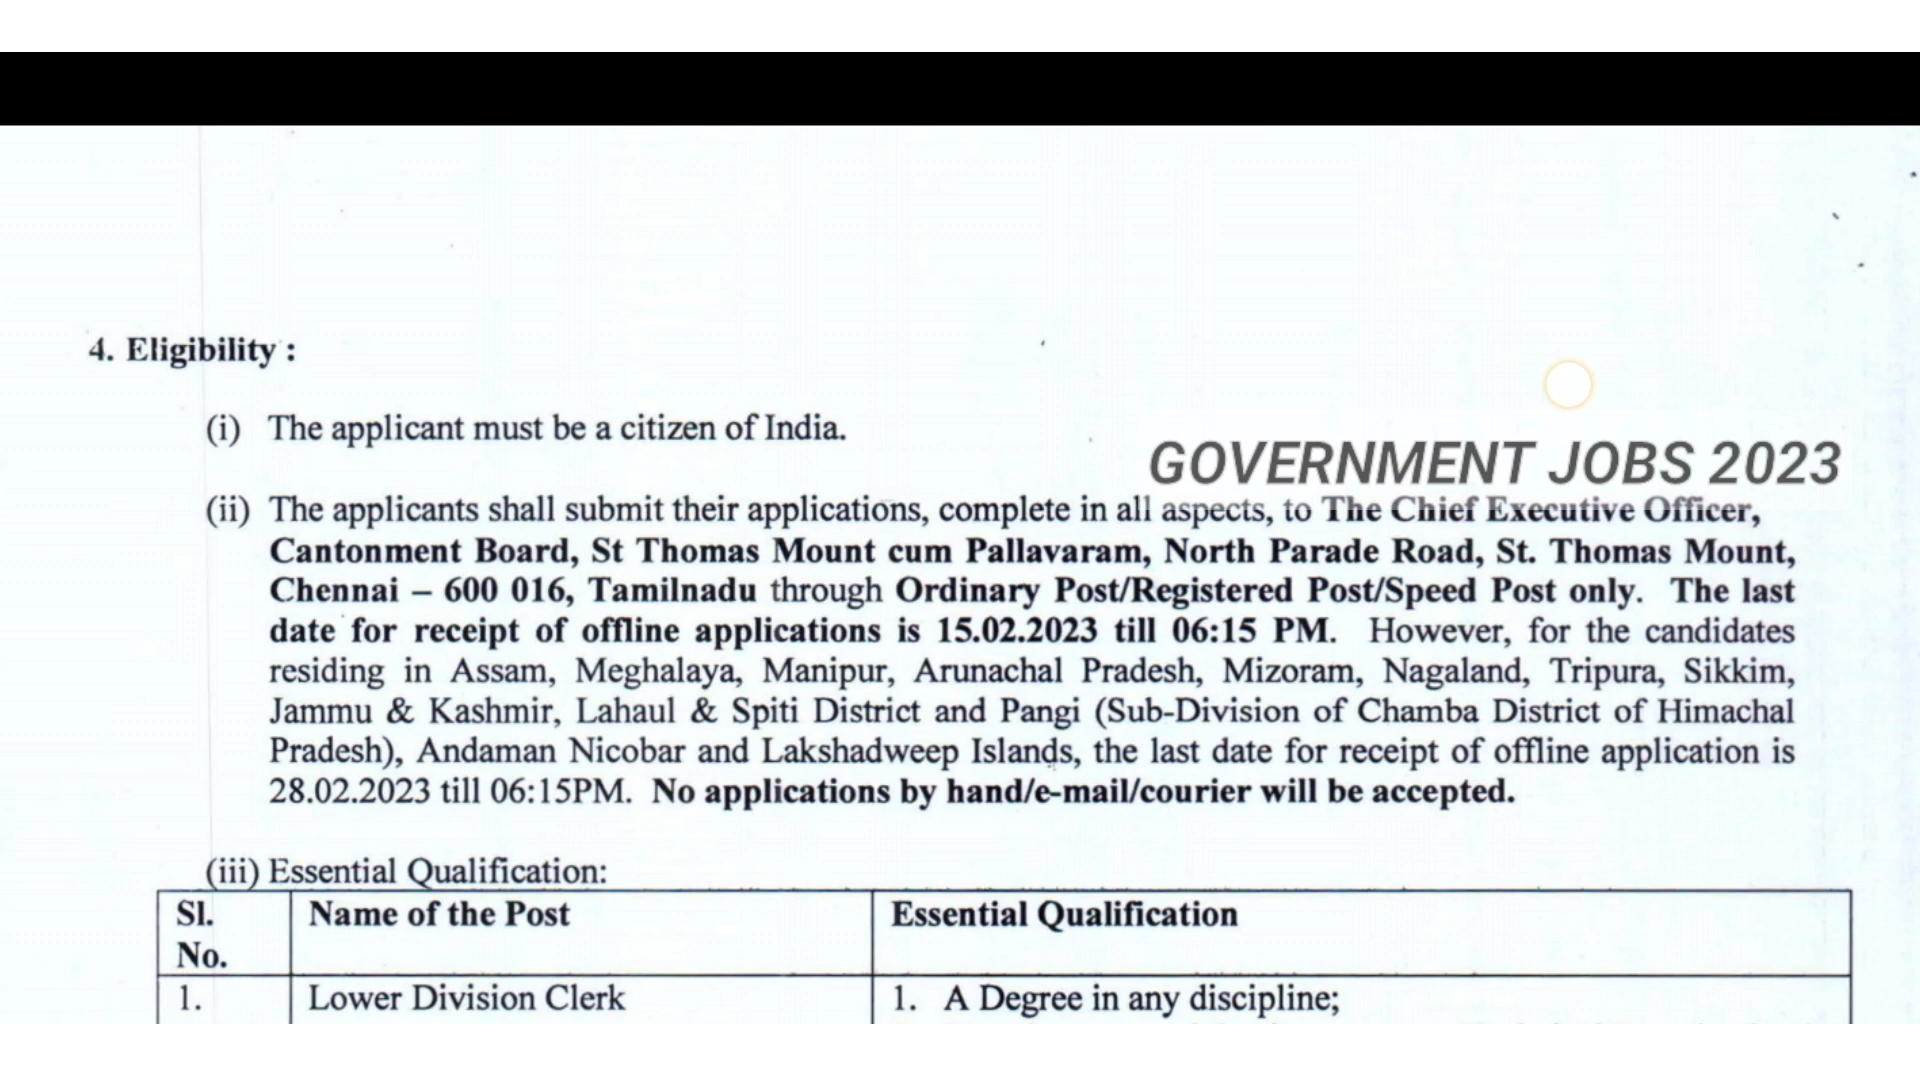 4. Eligibility :
(i) The applicant must be a citizen of India.
GOVERNMENT JOBS 2023
(ii) The applicants shall submit their applications, complete in all aspects, to The Chief Executive Officer,
Cantonment Board, St Thomas Mount cum Pallavaram, North Parade Road, St. Thomas Mount,
Chennai – 600 016, Tamilnadu through Ordinary Post/Registered Post/Speed Post only. The last
date for receipt of offline applications is 15.02.2023 till 06:15 PM. However, for the candidates
residing in Assam, Meghalaya, Manipur, Arunachal Pradesh, Mizoram, Nagaland, Tripura, Sikkim,
Jammu & Kashmir, Lahaul & Spiti District and Pangi (Sub-Division of Chamba District of Himachal
Pradesh), Andaman Nicobar and Lakshadweep Islands, the last date for receipt of offline application is
28.02.2023 till 06:15PM. No applications by hand/e-mail/courier will be accepted.
(iii) Essential Qualification:
Sl. Name of the Post Essential Qualification
No.
1. Lower Division Clerk 1. A Degree in any discipline;